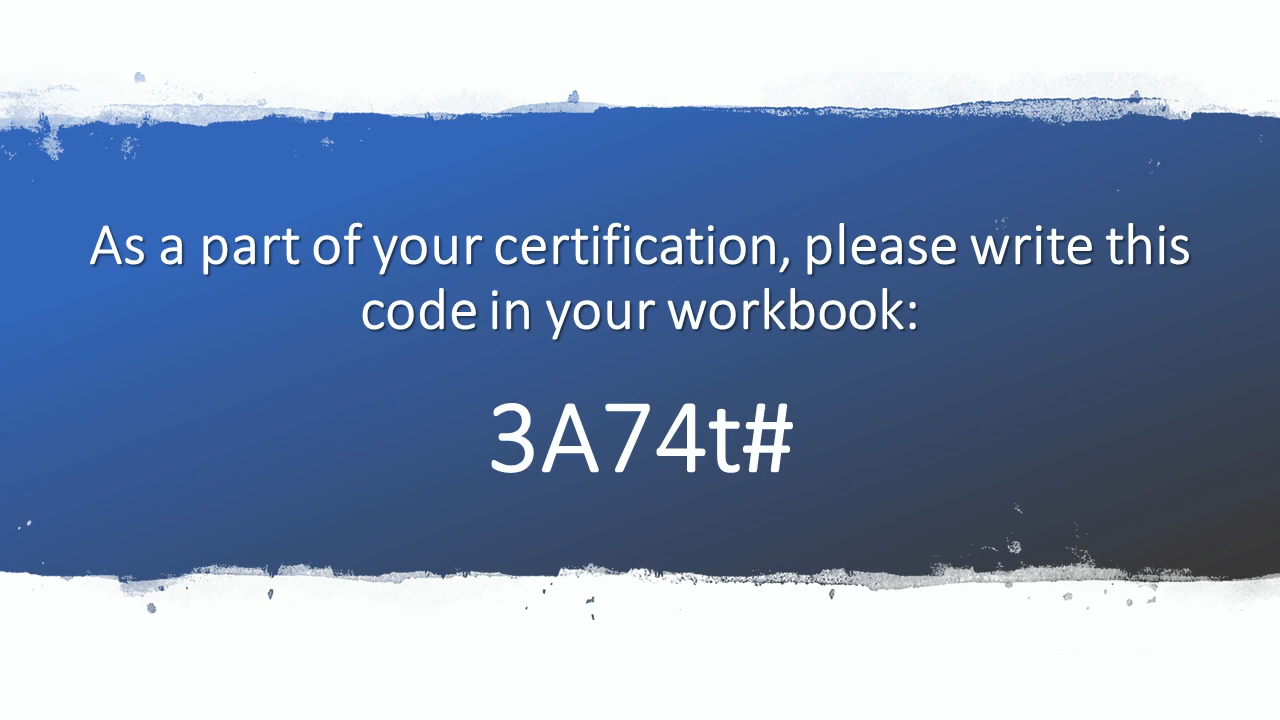 As a part of your certification, please write this
code in your workbook:
3A74t#